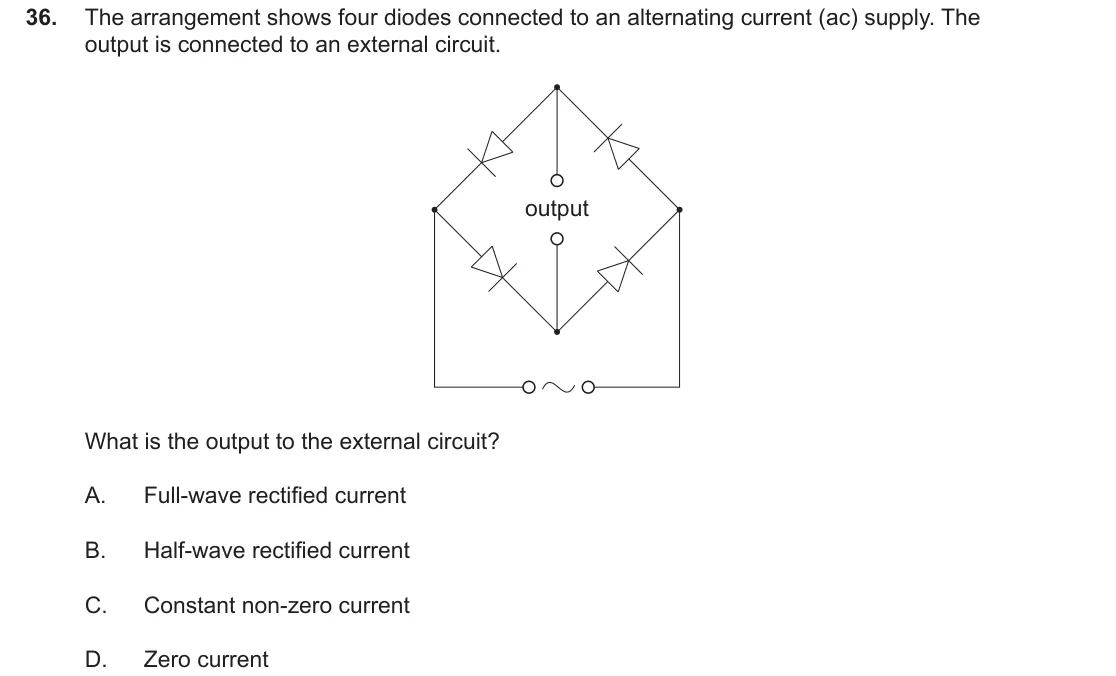 36. The arrangement shows four diodes connected to an alternating current (ac) supply. The
output is connected to an external circuit.
output
What is the output to the external circuit?
A. Full-wave rectified current
B. Half-wave rectified current
C. Constant non-zero current
D. Zero current